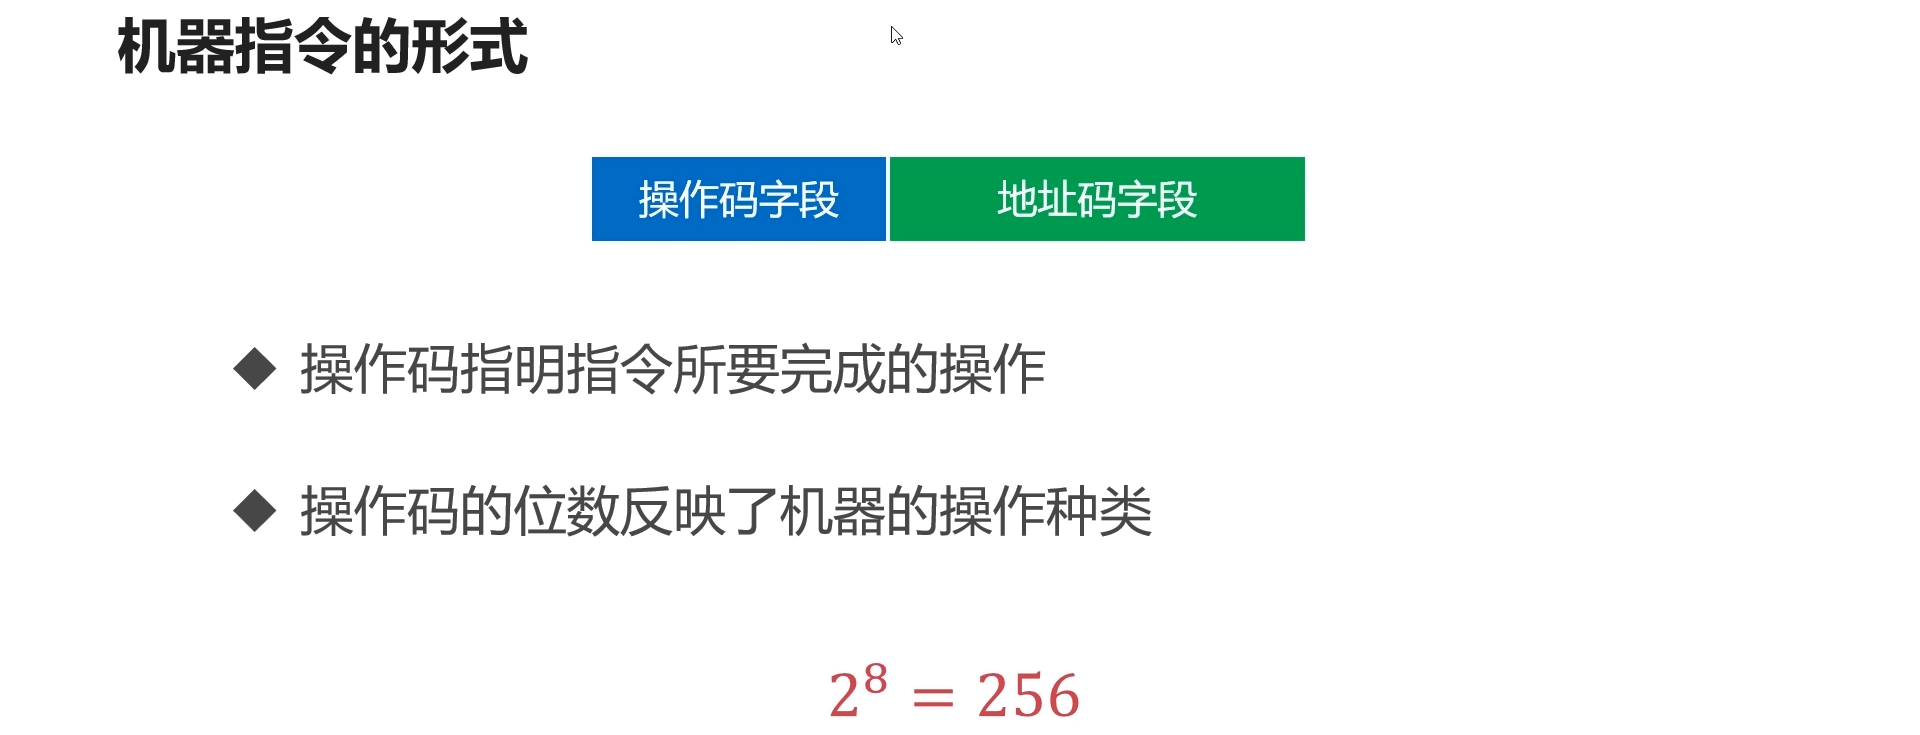 机器指令的形式
操作码字段 地址码字段
◆ 操作码指明指令所要完成的操作
◆ 操作码的位数反映了机器的操作种类
2⁸ = 256